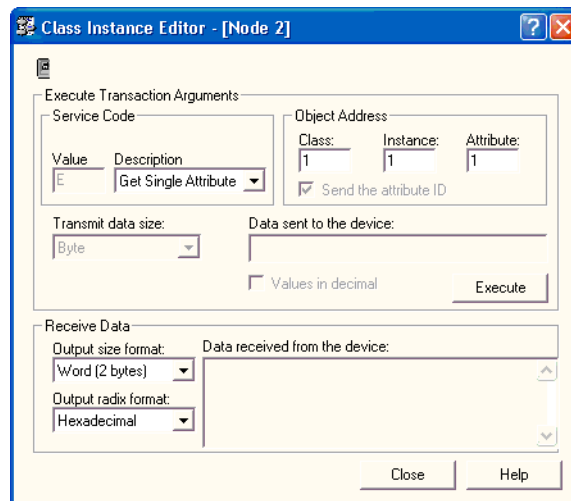 Class Instance Editor - [Node 2]
Execute Transaction Arguments
Service Code
Object Address
Value Description
E Get Single Attribute
Class: Instance: Attribute:
1 1 1
Send the attribute ID
Transmit data size:
Byte
Data sent to the device:
Values in decimal
Execute
Receive Data
Output size format:
Word (2 bytes)
Output radix format:
Hexadecimal
Data received from the device:
Close
Help